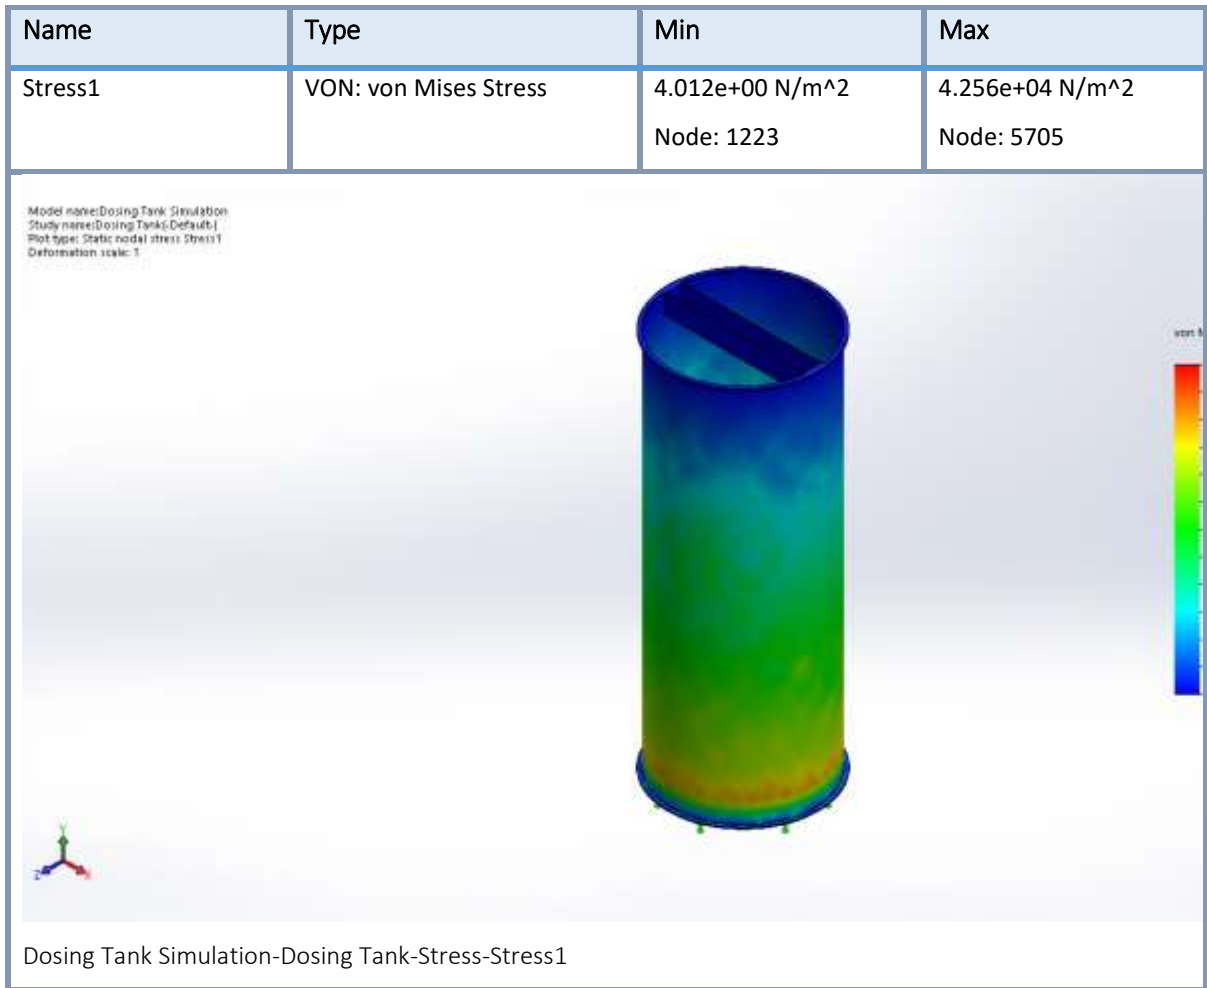 Name Type Min Max
Stress1 VON: von Mises Stress 4.012e+00 N/m^2 4.256e+04 N/m^2
Node: 1223 Node: 5705
Model name:Dosing Tank Simulation
Study name:Dosing Tank(-Default-)
Plot type: Static nodal stress Stress1
Deformation scale: 1
von M
Y
Z X
Dosing Tank Simulation-Dosing Tank-Stress-Stress1